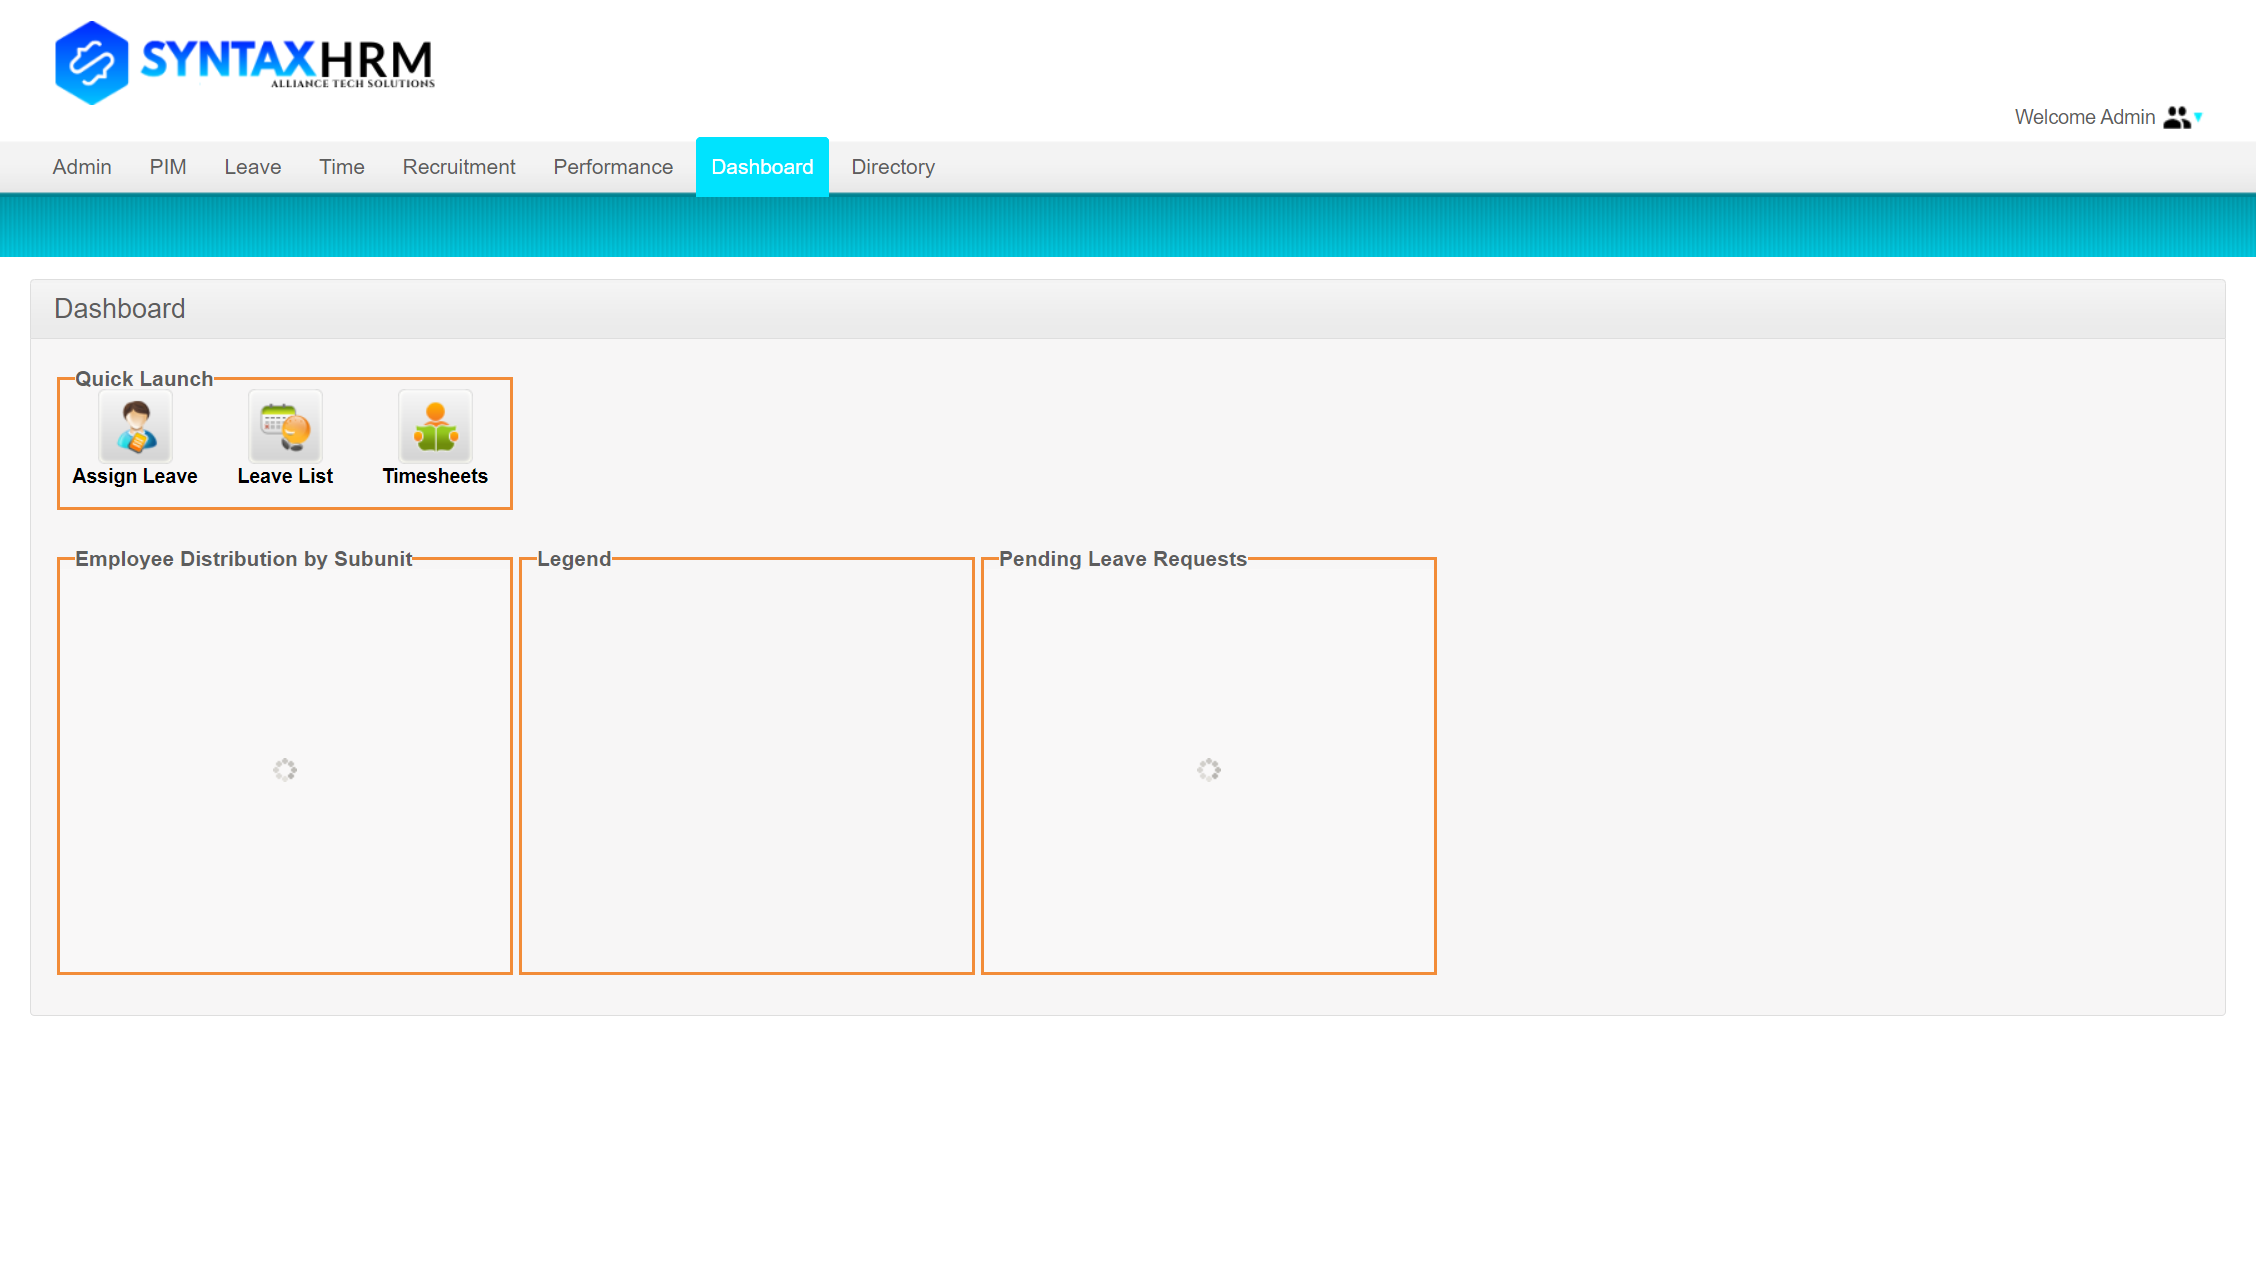 SYNTAXHRM
ALLIANCE TECH SOLUTIONS
Welcome Admin
Admin PIM Leave Time Recruitment Performance Dashboard Directory
Dashboard
Quick Launch
Assign Leave Leave List Timesheets
Employee Distribution by Subunit Legend Pending Leave Requests